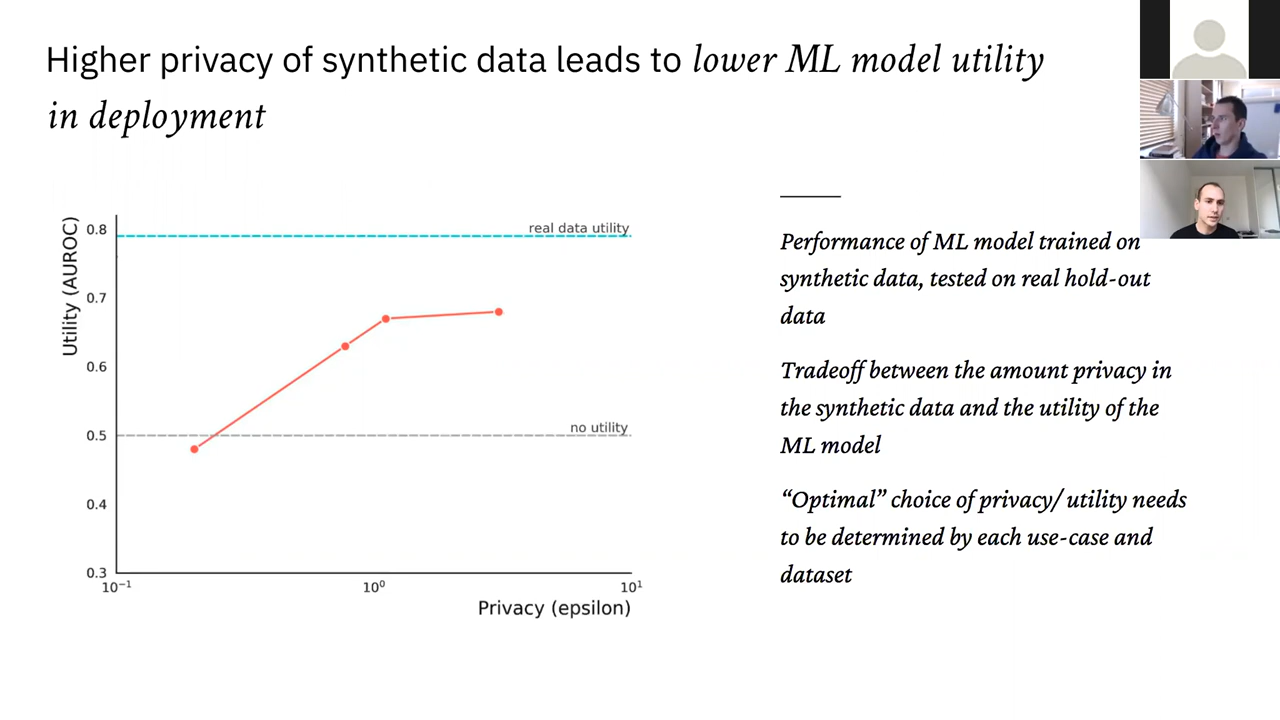 Higher privacy of synthetic data leads to lower ML model utility
in deployment
Utility (AUROC)
0.8
0.7
0.6
0.5
0.4
0.3
real data utility
no utility
10⁻¹
10⁰
10¹
Privacy (epsilon)
Performance of ML model trained on
synthetic data, tested on real hold-out
data
Tradeoff between the amount privacy in
the synthetic data and the utility of the
ML model
“Optimal” choice of privacy/ utility needs
to be determined by each use-case and
dataset